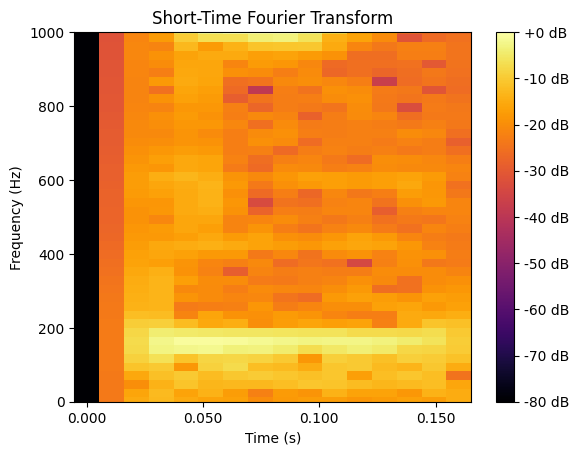 Short-Time Fourier Transform
1000
800
600
400
200
0
Frequency (Hz)
0.000
0.050
0.100
0.150
Time (s)
+0 dB
-10 dB
-20 dB
-30 dB
-40 dB
-50 dB
-60 dB
-70 dB
-80 dB